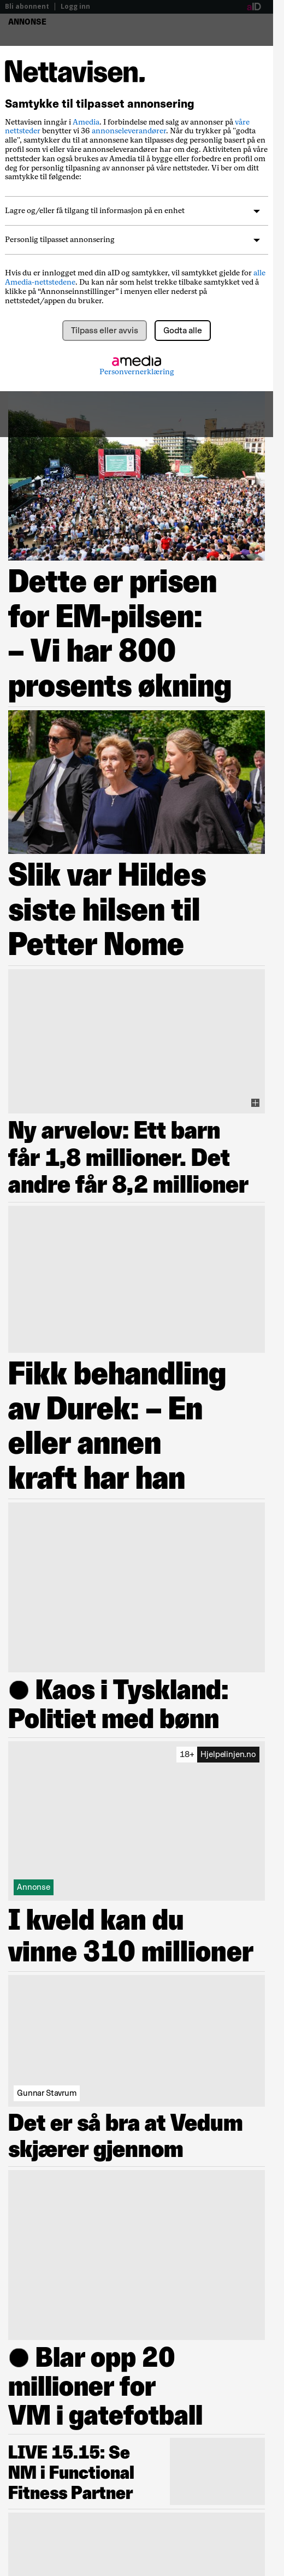 Bli abonnent | Logg inn
aID
ANNONSE
Nettavisen.
Samtykke til tilpasset annonsering
Nettavisen inngår i Amedia. I forbindelse med salg av annonser på våre
nettsteder benytter vi 36 annonseleverandører. Når du trykker på "godta
alle", samtykker du til at annonsene kan tilpasses deg personlig basert på en
profil som vi eller våre annonseleverandører har om deg. Aktiviteten på våre
nettsteder kan også brukes av Amedia til å bygge eller forbedre en profil om
deg for personlig tilpasning av annonser på våre nettsteder. Vi ber om ditt
samtykke til følgende:
Lagre og/eller få tilgang til informasjon på en enhet
Personlig tilpasset annonsering
Hvis du er innlogget med din aID og samtykker, vil samtykket gjelde for alle
Amedia-nettstedene. Du kan når som helst trekke tilbake samtykket ved å
klikke på “Annonseinnstillinger” i menyen eller nederst på
nettstedet/appen du bruker.
Tilpass eller avvis
Godta alle
amedia
Personvernerklæring
Dette er prisen
for EM-pilsen:
– Vi har 800
prosents økning
Slik var Hildes
siste hilsen til
Petter Nome
Ny arvelov: Ett barn
får 1,8 millioner. Det
andre får 8,2 millioner
Fikk behandling
av Durek: – En
eller annen
kraft har han
● Kaos i Tyskland:
Politiet med bønn
18+ Hjelpelinjen.no
Annonse
I kveld kan du
vinne 310 millioner
Gunnar Stavrum
Det er så bra at Vedum
skjærer gjennom
● Blar opp 20
millioner for
VM i gatefotball
LIVE 15.15: Se
NM i Functional
Fitness Partner